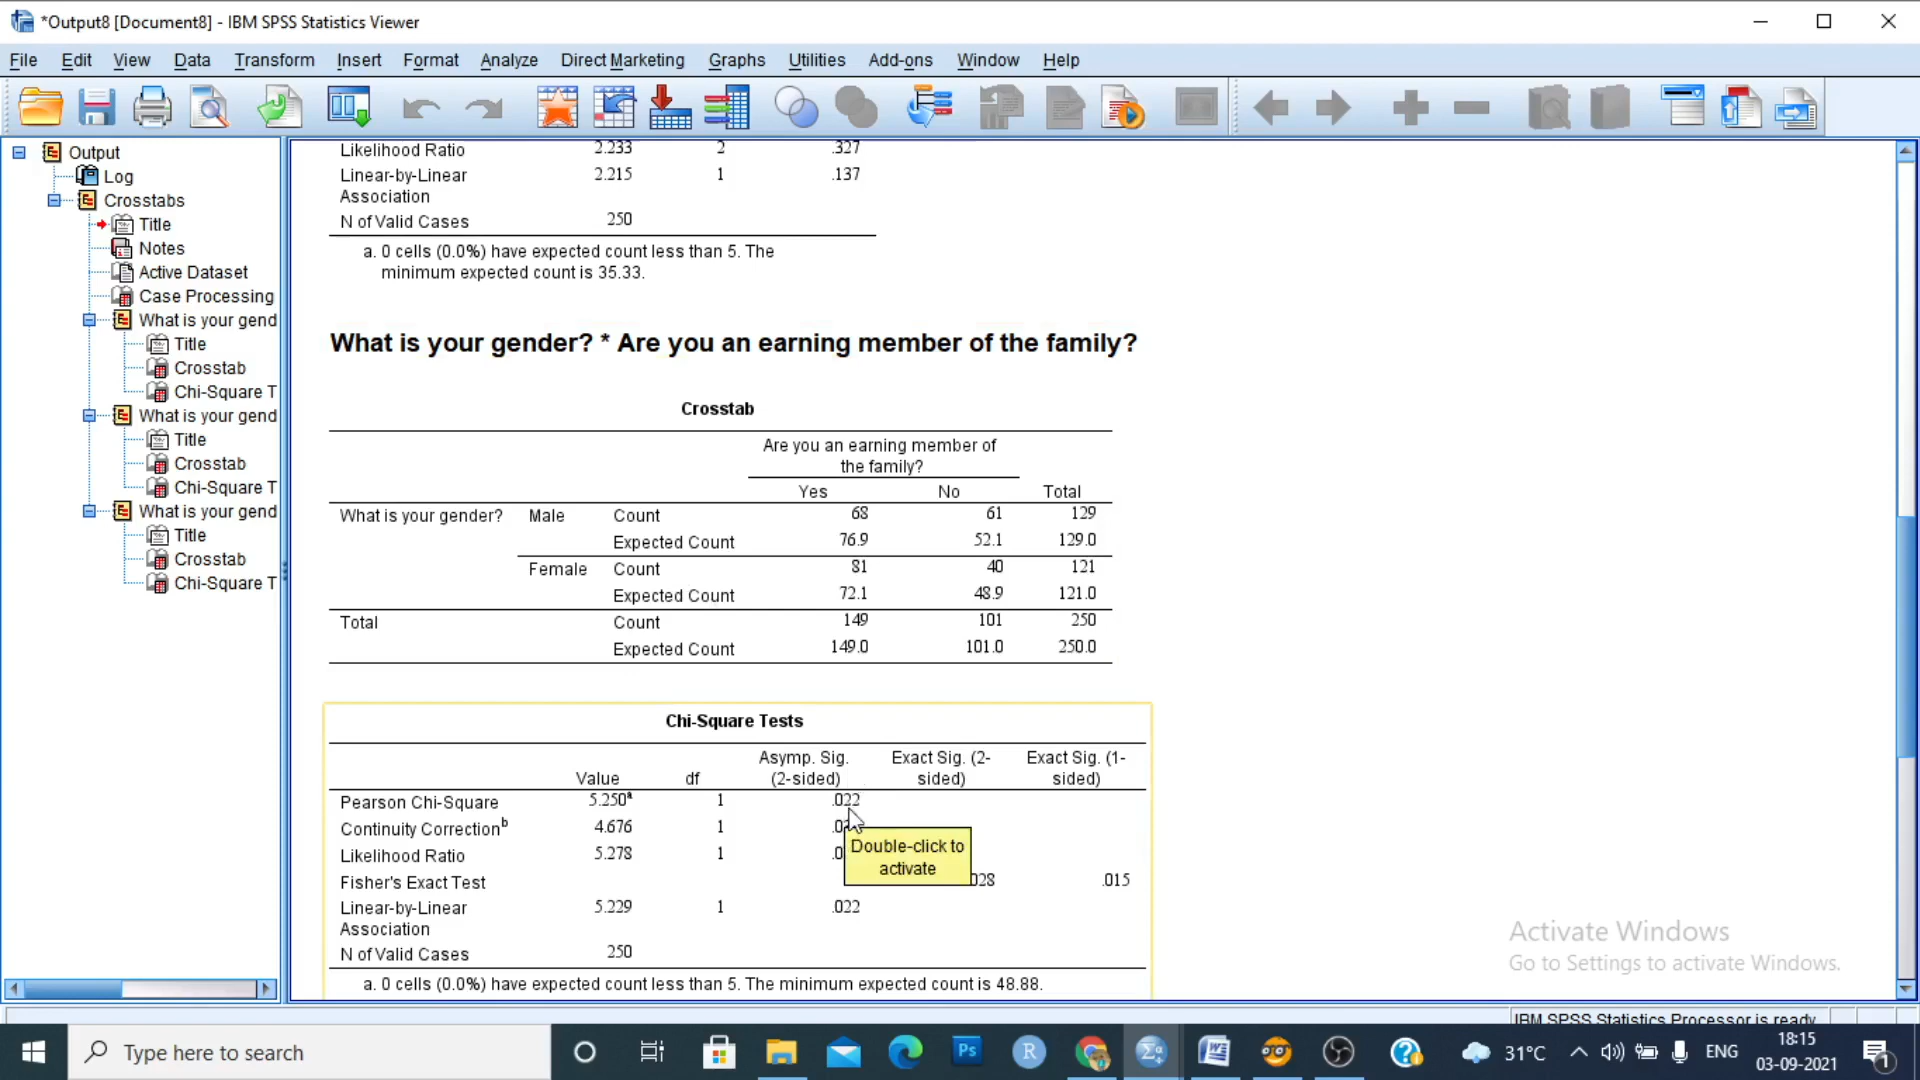 *Output8 [Document8] - IBM SPSS Statistics Viewer
File Edit View Data Transform Insert Format Analyze Direct Marketing Graphs Utilities Add-ons Window Help
Output
Log
Crosstabs
Title
Notes
Active Dataset
Case Processing
What is your gend
Title
Crosstab
Chi-Square T
What is your gend
Title
Crosstab
Chi-Square T
What is your gend
Title
Crosstab
Chi-Square T
Likelihood Ratio 2.233 2 .327
Linear-by-Linear Association 2.215 1 .137
N of Valid Cases 250
a. 0 cells (0.0%) have expected count less than 5. The
minimum expected count is 35.33.
What is your gender? * Are you an earning member of the family?
Crosstab
Are you an earning member of
the family?
Yes No Total
What is your gender? Male Count 68 61 129
Expected Count 76.9 52.1 129.0
Female Count 81 40 121
Expected Count 72.1 48.9 121.0
Total Count 149 101 250
Expected Count 149.0 101.0 250.0
Chi-Square Tests
Asymp. Sig. Exact Sig. (2- Exact Sig. (1-
Value df (2-sided) sided) sided)
Pearson Chi-Square 5.250a 1 .022
Continuity Correctionb 4.676 1
Likelihood Ratio 5.278 1
Double-click to
activate
Fisher's Exact Test 028 .015
Linear-by-Linear 5.229 1 .022
Association
N of Valid Cases 250
a. 0 cells (0.0%) have expected count less than 5. The minimum expected count is 48.88.
Activate Windows
Go to Settings to activate Windows.
IBM SPSS Statistics Processor is ready
Type here to search
Ps
R
31°C
ENG
18:15
03-09-2021
1